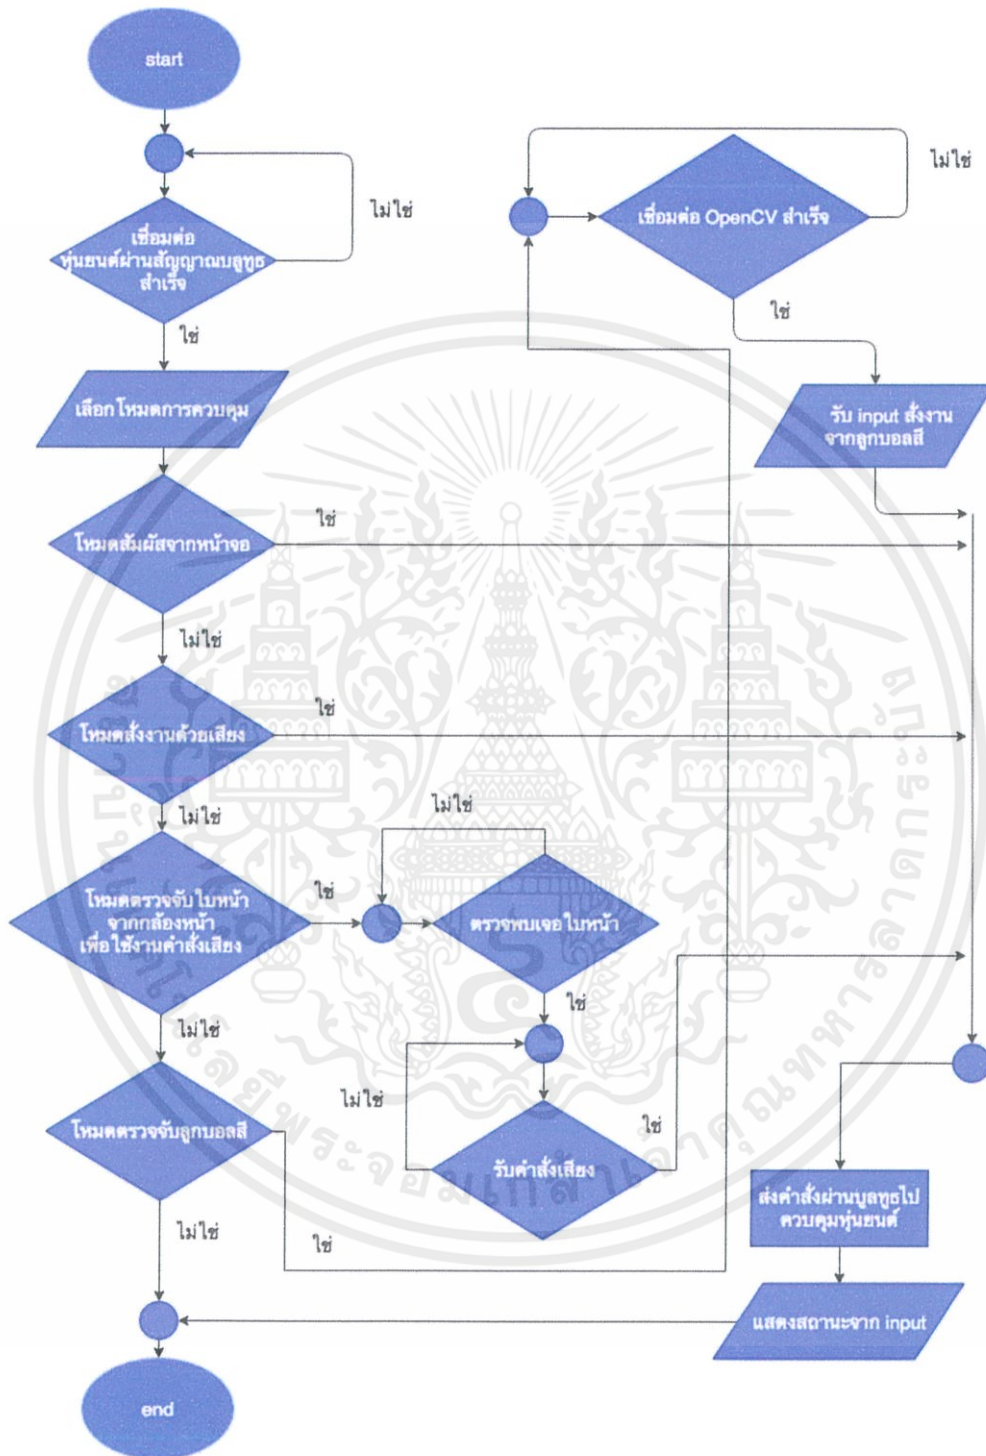 start
ไม่ใช่
เชื่อมต่อ
หุ่นยนต์ผ่านสัญญาณบลูทูธ
สำเร็จ
ใช่
เลือกโหมดการควบคุม
โหมดสัมผัสจากหน้าจอ
ใช่
ไม่ใช่
โหมดสั่งงานด้วยเสียง
ใช่
ไม่ใช่
โหมดตรวจจับใบหน้า
จากกล้องหน้า
เพื่อใช้งานคำสั่งเสียง
ใช่
ไม่ใช่
ตรวจพบเจอใบหน้า
ใช่
ไม่ใช่
รับคำสั่งเสียง
ใช่
ไม่ใช่
โหมดตรวจจับลูกบอลสี
ใช่
ไม่ใช่
เชื่อมต่อ OpenCV สำเร็จ
ไม่ใช่
ใช่
รับ input สั่งงาน
จากลูกบอลสี
ส่งคำสั่งผ่านบูลทูธไป
ควบคุมหุ่นยนต์
แสดงสถานะจาก input
end